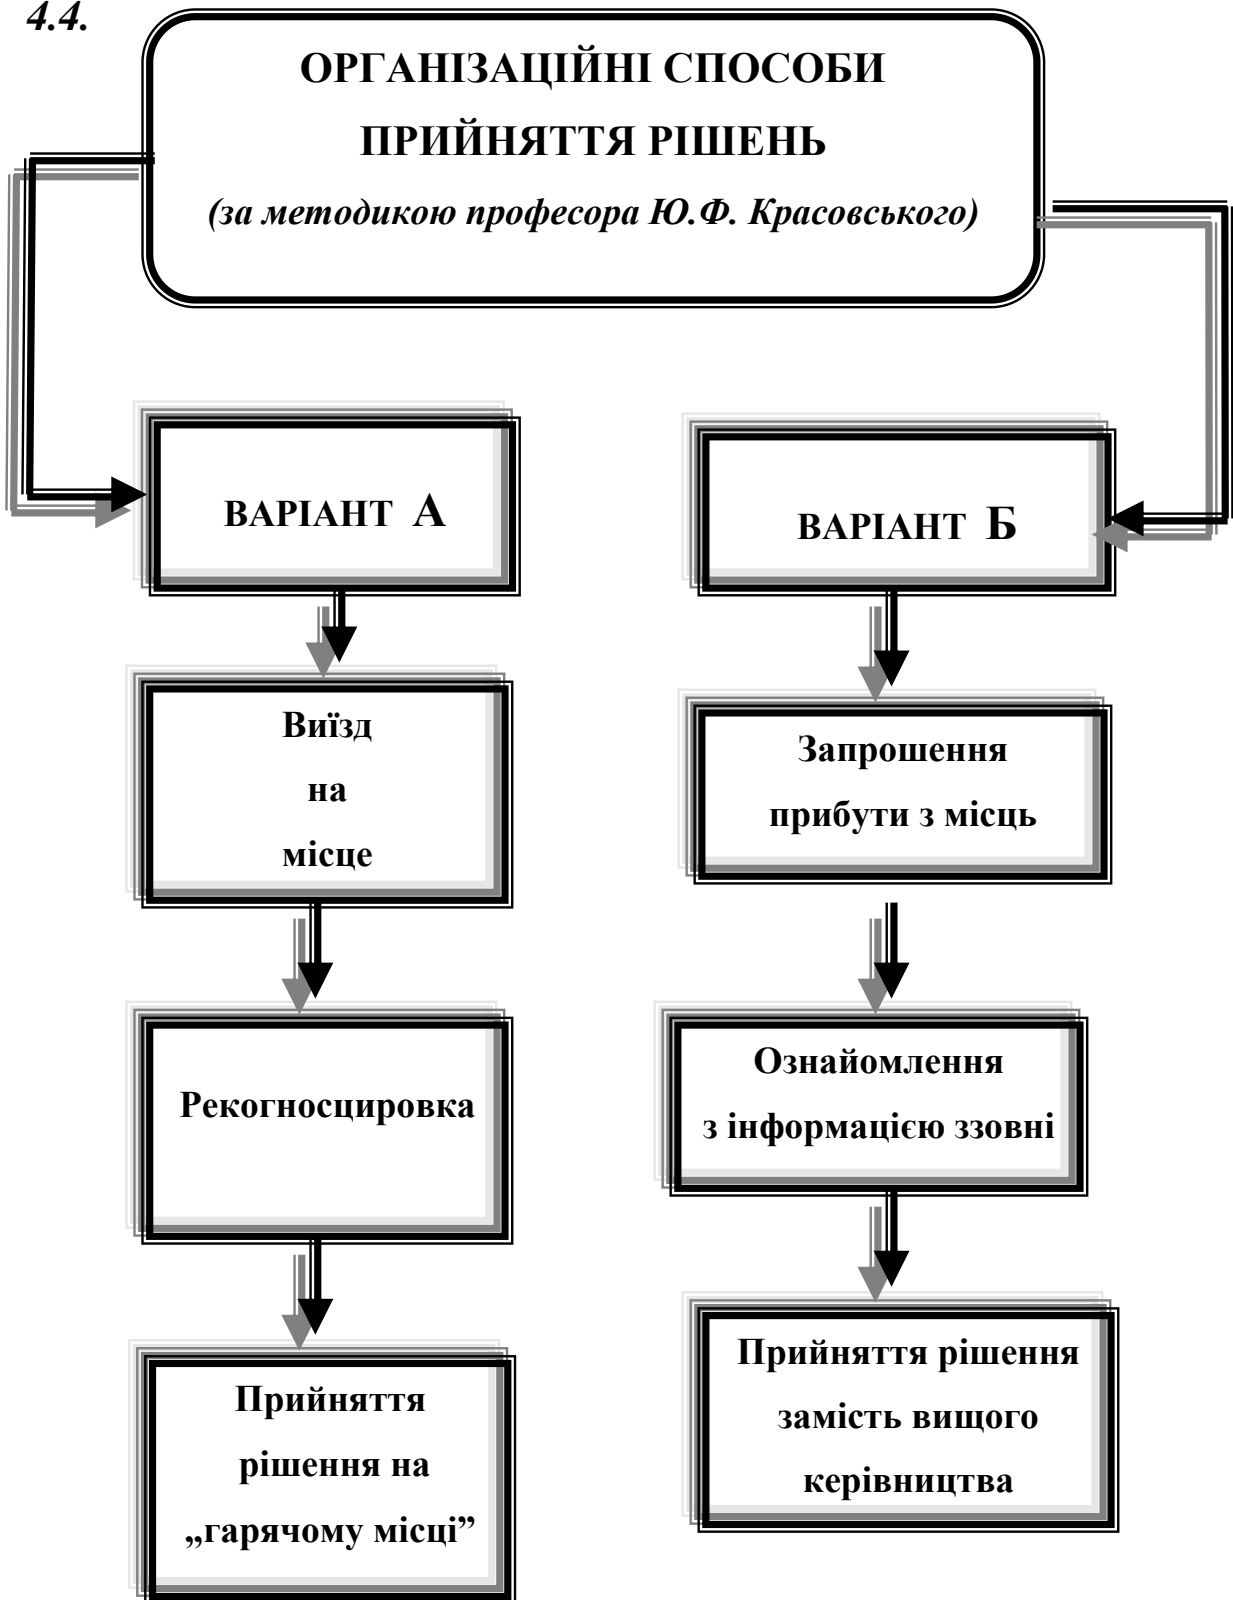 4.4.
ОРГАНІЗАЦІЙНІ СПОСОБИ
ПРИЙНЯТТЯ РІШЕНЬ
(за методикою професора Ю.Ф. Красовського)
ВАРІАНТ А
Виїзд
на
місце
Рекогносцировка
Прийняття
рішення на
„гарячому місці”
ВАРІАНТ Б
Запрошення
прибути з місць
Ознайомлення
з інформацією ззовні
Прийняття рішення
замість вищого
керівництва